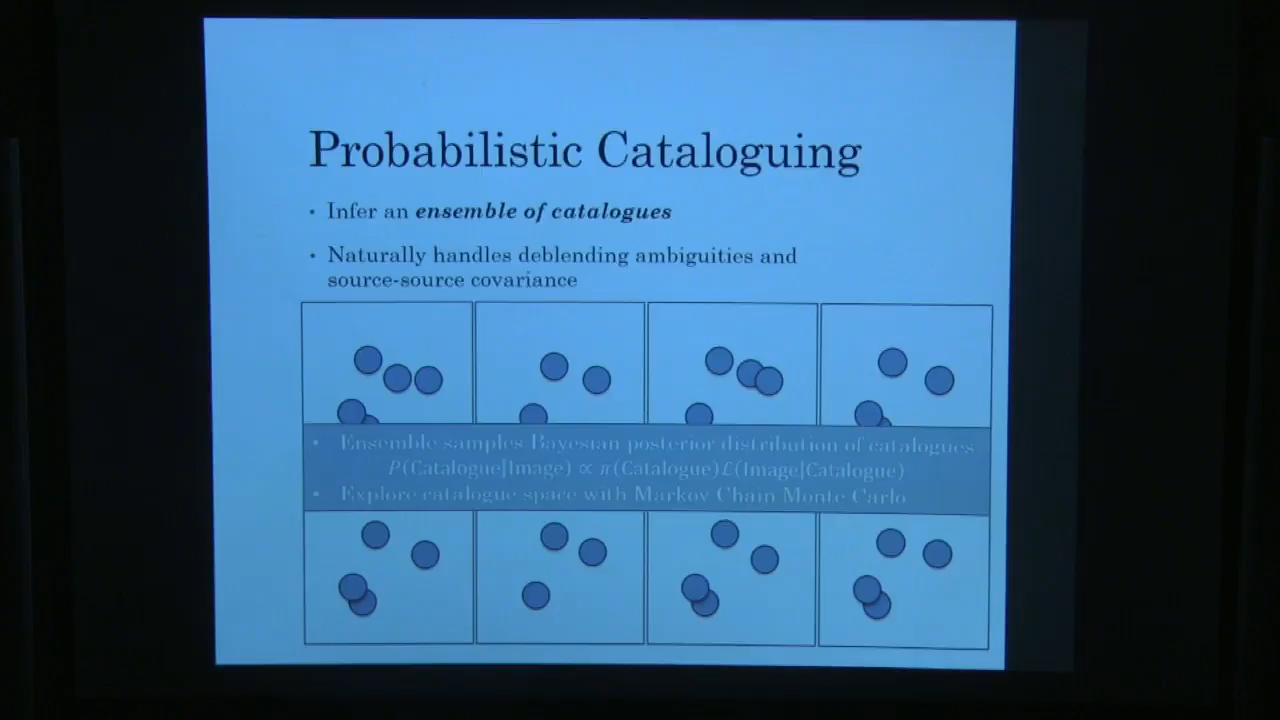 Probabilistic Cataloguing
• Infer an ensemble of catalogues
• Naturally handles deblending ambiguities and
source-source covariance
• Ensemble samples Bayesian posterior distribution of catalogues
P(Catalogue|Image) ∝ π(Catalogue)ℒ(Image|Catalogue)
• Explore catalogue space with Markov Chain Monte Carlo